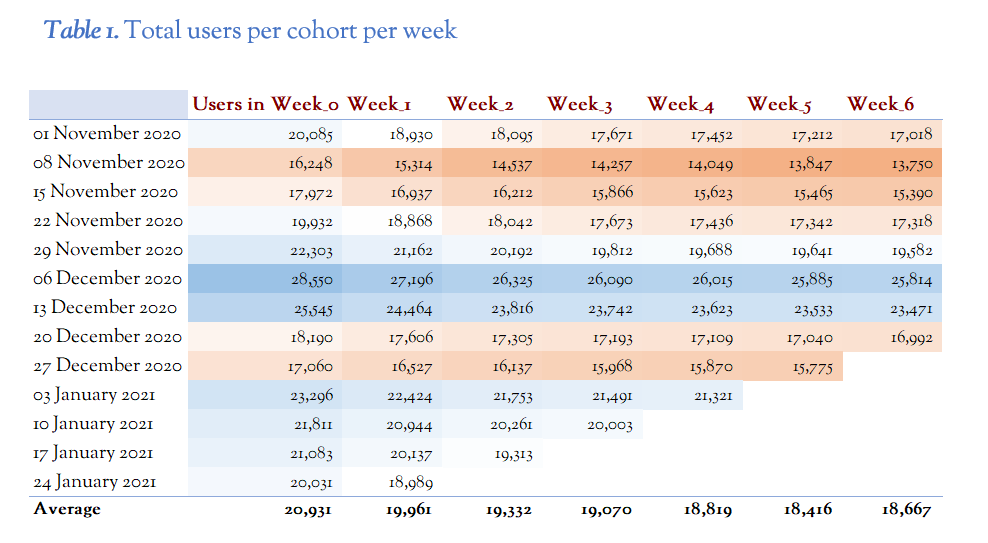 Table 1. Total users per cohort per week
Users in Week_0 Week_1 Week_2 Week_3 Week_4 Week_5 Week_6
01 November 2020 20,085 18,930 18,095 17,671 17,452 17,212 17,018
08 November 2020 16,248 15,314 14,537 14,257 14,049 13,847 13,750
15 November 2020 17,972 16,937 16,212 15,866 15,623 15,465 15,390
22 November 2020 19,932 18,868 18,042 17,673 17,436 17,342 17,318
29 November 2020 22,303 21,162 20,192 19,812 19,688 19,641 19,582
06 December 2020 28,550 27,196 26,325 26,090 26,015 25,885 25,814
13 December 2020 25,545 24,464 23,816 23,742 23,623 23,533 23,471
20 December 2020 18,190 17,606 17,305 17,193 17,109 17,040 16,992
27 December 2020 17,060 16,527 16,137 15,968 15,870 15,775
03 January 2021 23,296 22,424 21,753 21,491 21,321
10 January 2021 21,811 20,944 20,261 20,003
17 January 2021 21,083 20,137 19,313
24 January 2021 20,031 18,989
Average 20,931 19,961 19,332 19,070 18,819 18,416 18,667